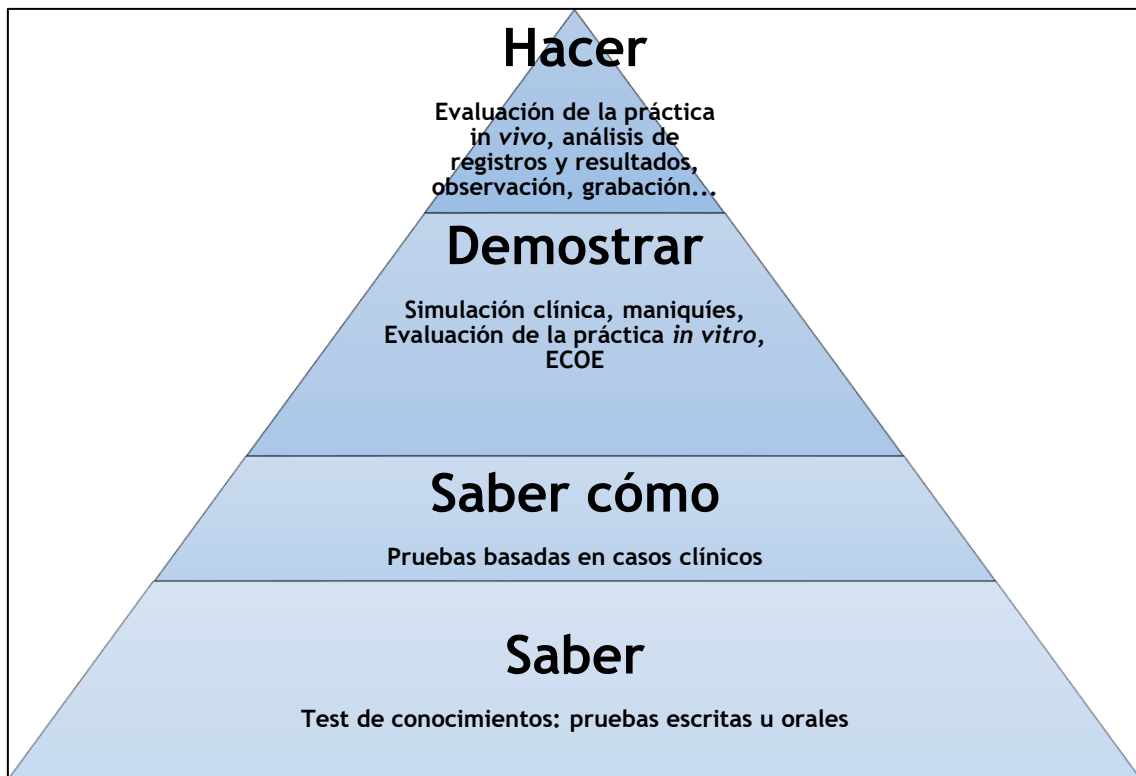 Hacer
Evaluación de la práctica
in vivo, análisis de
registros y resultados,
observación, grabación...
Demostrar
Simulación clínica, maniquíes,
Evaluación de la práctica in vitro,
ECOE
Saber cómo
Pruebas basadas en casos clínicos
Saber
Test de conocimientos: pruebas escritas u orales